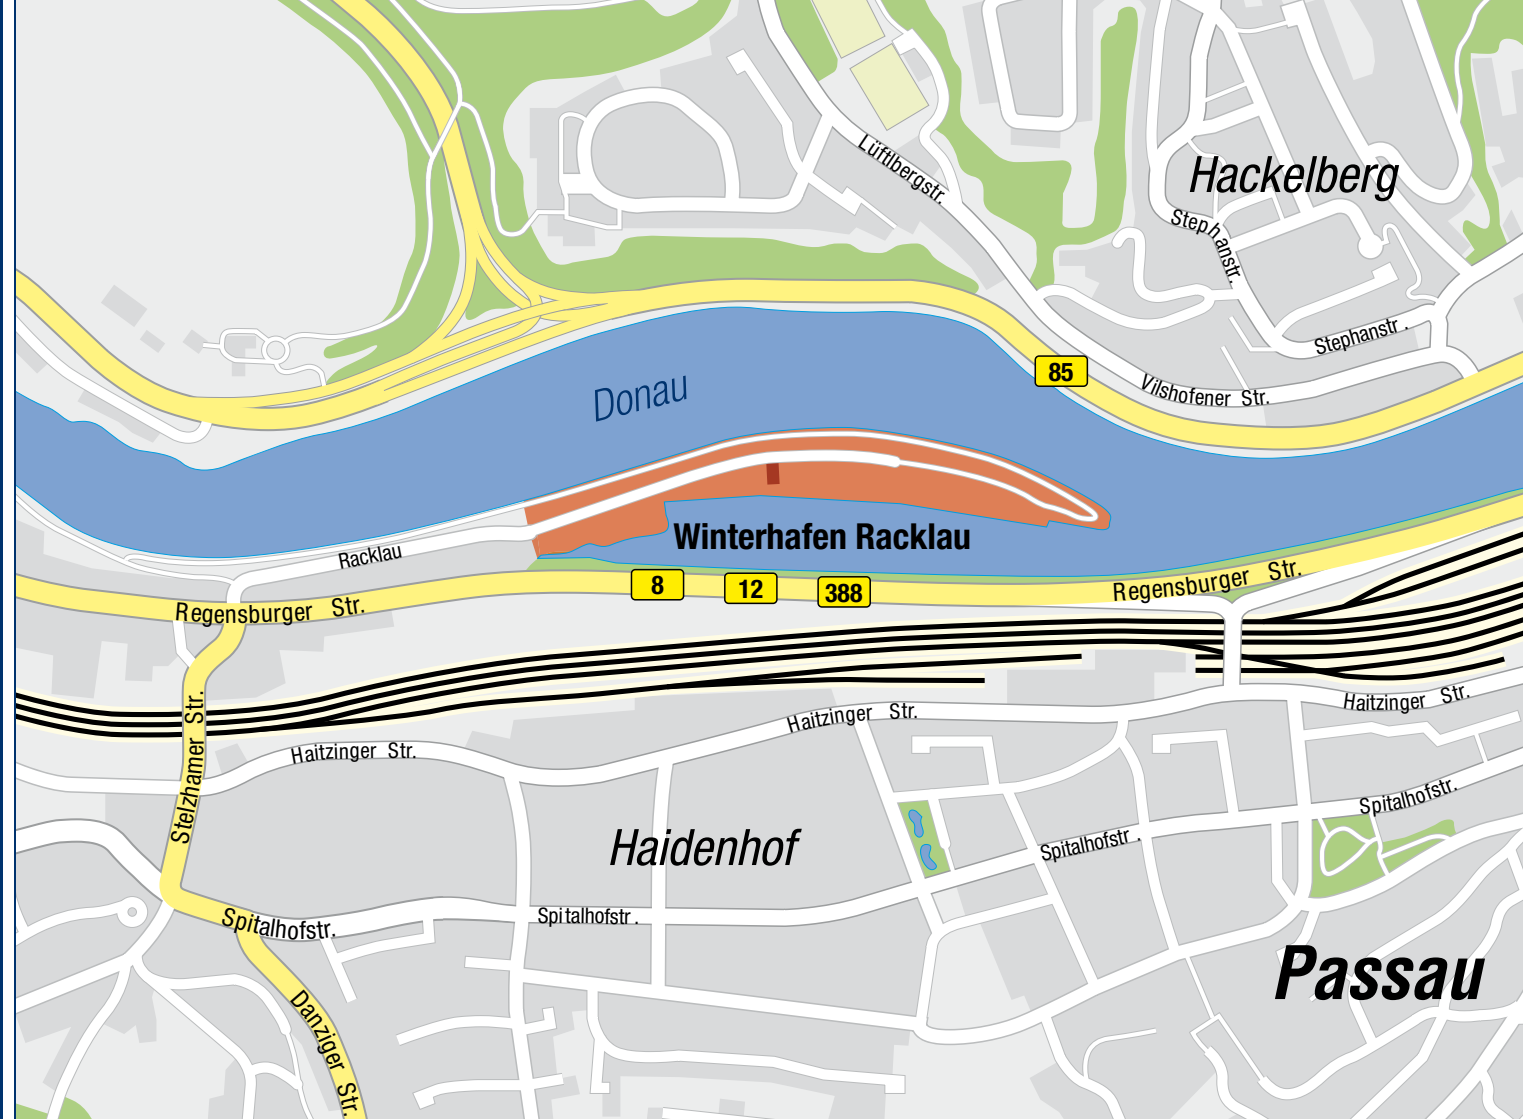 Hackelberg
Lüftlbergstr.
Stephanstr.
Stephanstr.
85
Donau
Vilshofener Str.
Winterhafen Racklau
Racklau
8
12
388
Regensburger Str.
Regensburger Str.
Stelzhamer Str.
Haitzinger Str.
Haitzinger Str.
Haitzinger Str.
Spitalhofstr.
Spitalhofstr.
Haidenhof
Spitalhofstr.
Spitalhofstr.
Passau
Danziger Str.